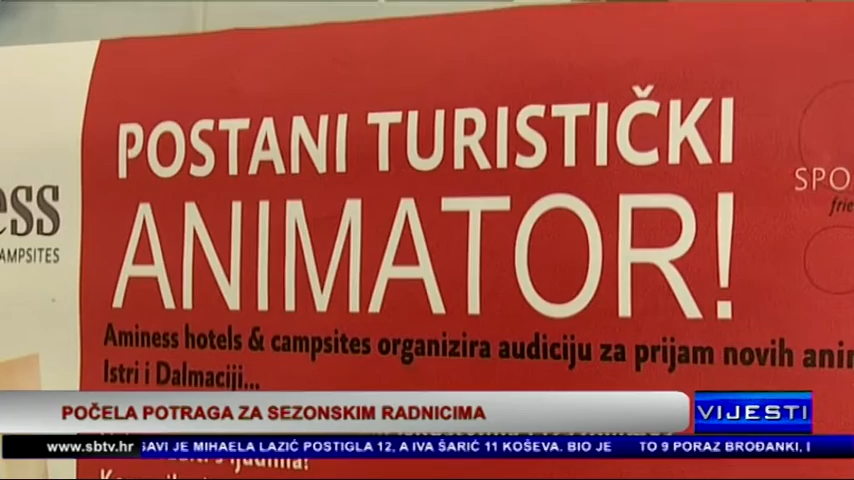 POSTANI TURISTIČKI
ANIMATOR!
ess
AMPSITES
SPO
frie
Aminess hotels & campsites organizira audiciju za prijam novih anim
Istri i Dalmaciji...
POČELA POTRAGA ZA SEZONSKIM RADNICIMA
VIJESTI
www.sbtv.hr SAVI JE MIHAELA LAZIĆ POSTIGLA 12, A IVA ŠARIĆ 11 KOŠEVA. BIO JE TO 9 PORAZ BROĐANKI, I